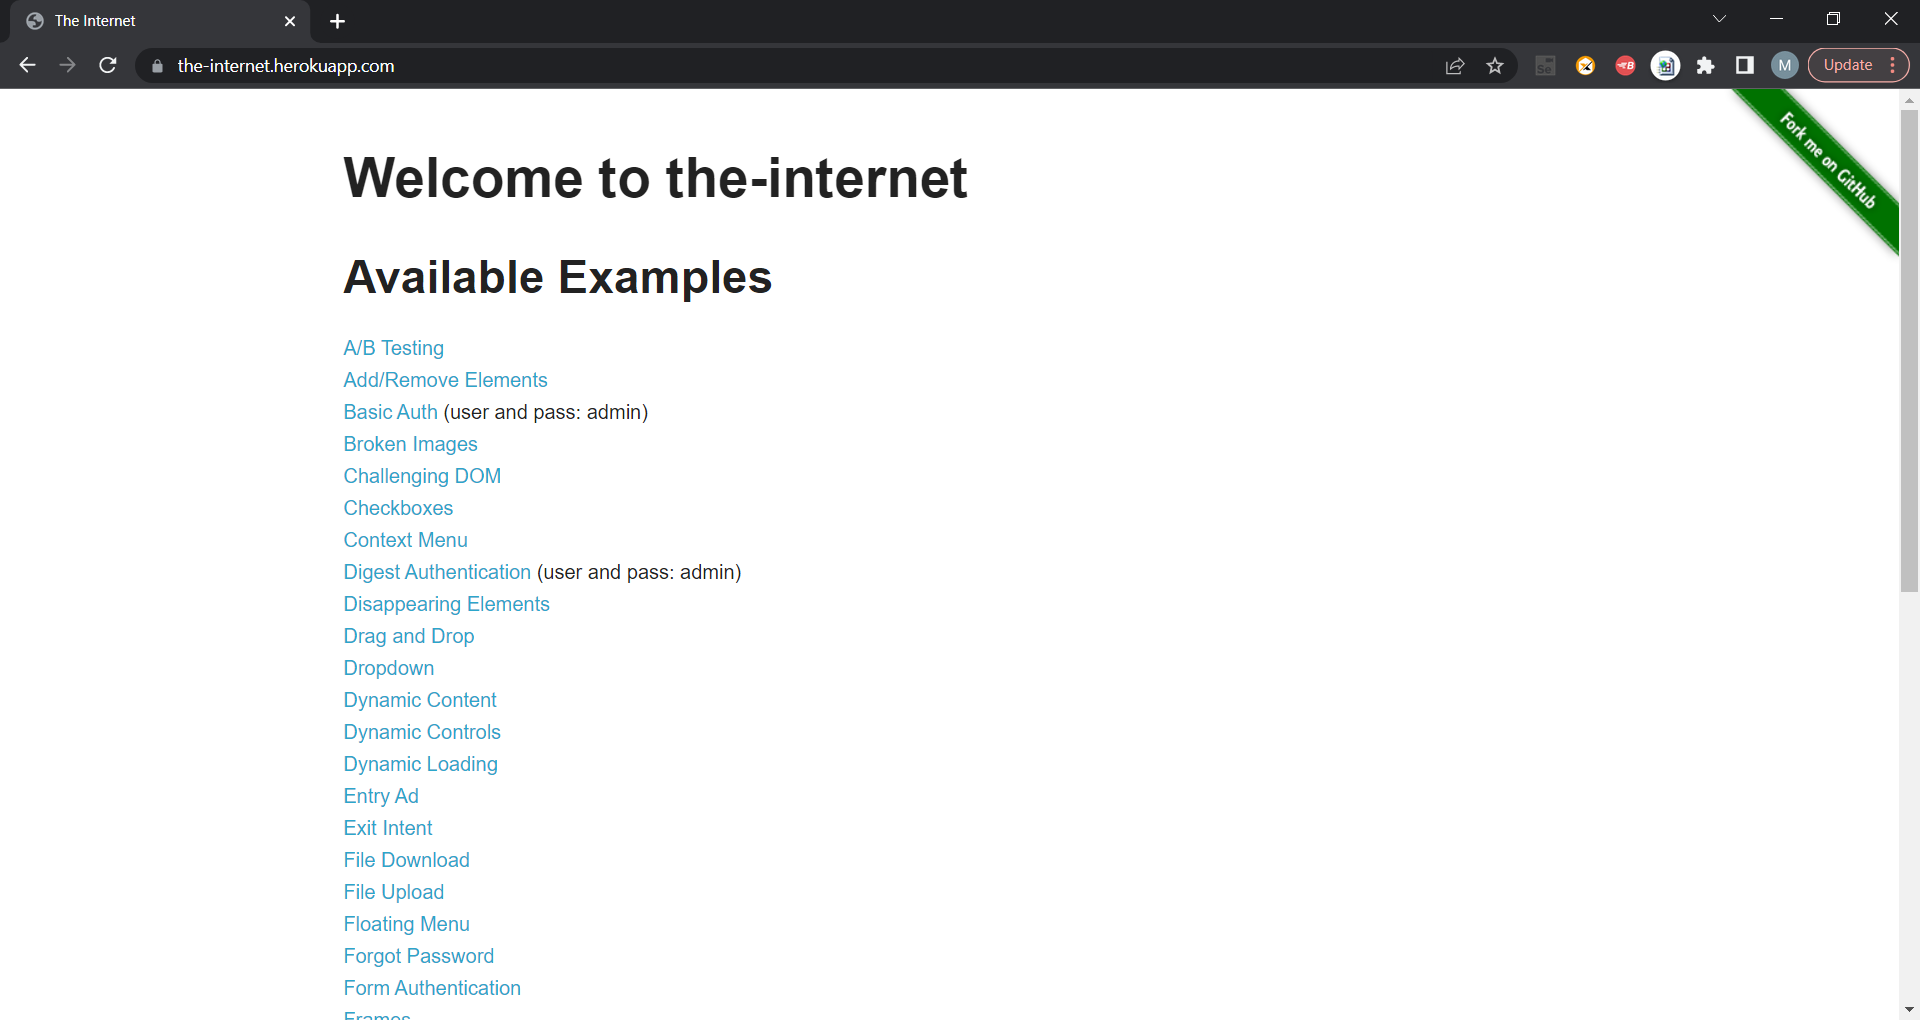 The Internet
the-internet.herokuapp.com
Se
B
M
Update
Fork me on GitHub
Welcome to the-internet
Available Examples
A/B Testing
Add/Remove Elements
Basic Auth (user and pass: admin)
Broken Images
Challenging DOM
Checkboxes
Context Menu
Digest Authentication (user and pass: admin)
Disappearing Elements
Drag and Drop
Dropdown
Dynamic Content
Dynamic Controls
Dynamic Loading
Entry Ad
Exit Intent
File Download
File Upload
Floating Menu
Forgot Password
Form Authentication
Frames